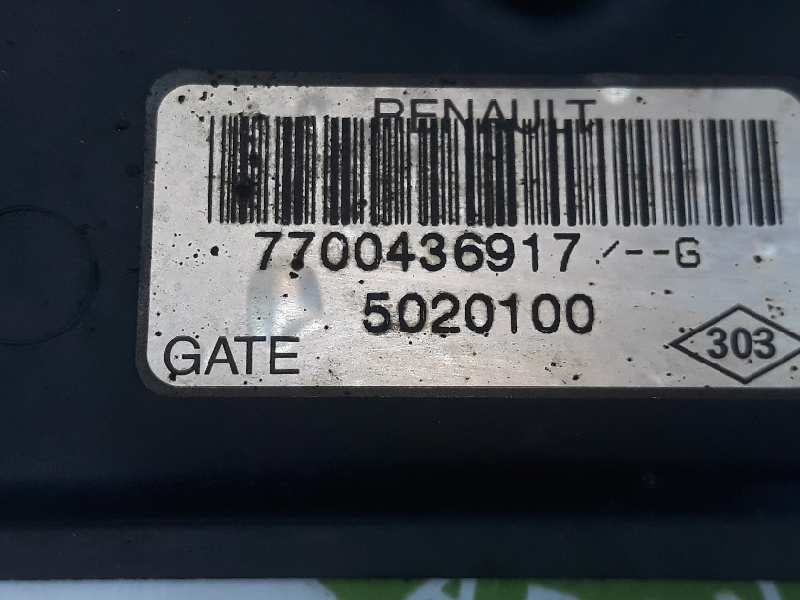 RENAULT
7700436917/--G
5020100
GATE
303